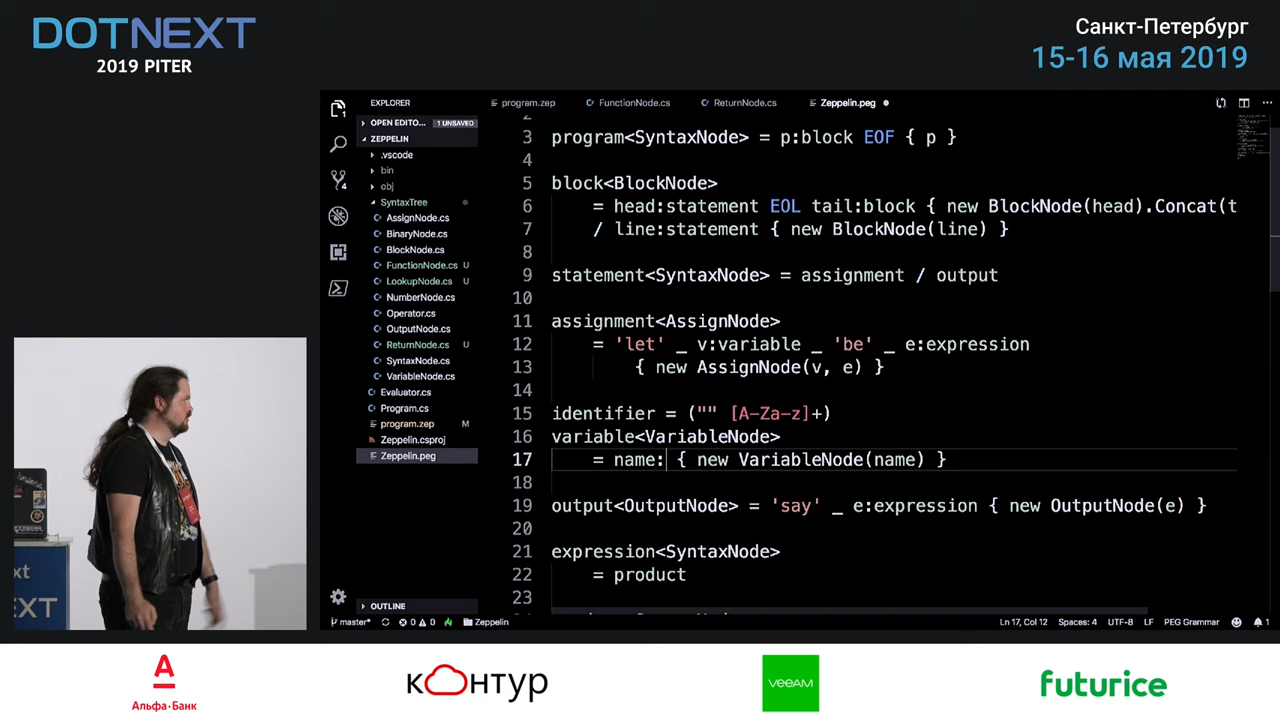 DOTNEXT
2019 PITER
Санкт-Петербург
15-16 мая 2019
EXPLORER
OPEN EDITO... 1 UNSAVED
ZEPPELIN
.vscode
bin
obj
SyntaxTree
AssignNode.cs
BinaryNode.cs
BlockNode.cs
FunctionNode.cs U
LookupNode.cs U
NumberNode.cs
Operator.cs
OutputNode.cs
ReturnNode.cs U
SyntaxNode.cs
VariableNode.cs
Evaluator.cs
Program.cs
program.zep M
Zeppelin.csproj
Zeppelin.peg
OUTLINE
program.zep FunctionNode.cs ReturnNode.cs Zeppelin.peg
3 program<SyntaxNode> = p:block EOF { p }
4
5 block<BlockNode>
6 = head:statement EOL tail:block { new BlockNode(head).Concat(t
7 / line:statement { new BlockNode(line) }
8
9 statement<SyntaxNode> = assignment / output
10
11 assignment<AssignNode>
12 = 'let' _ v:variable _ 'be' _ e:expression
13 { new AssignNode(v, e) }
14
15 identifier = ("" [A-Za-z]+)
16 variable<VariableNode>
17 = name: { new VariableNode(name) }
18
19 output<OutputNode> = 'say' _ e:expression { new OutputNode(e) }
20
21 expression<SyntaxNode>
22 = product
23
master* 0 0 Zeppelin Ln 17, Col 12 Spaces: 4 UTF-8 LF PEG Grammar 1
xt
EXT
А
Альфа·Банк
контур
veeAM
futurice